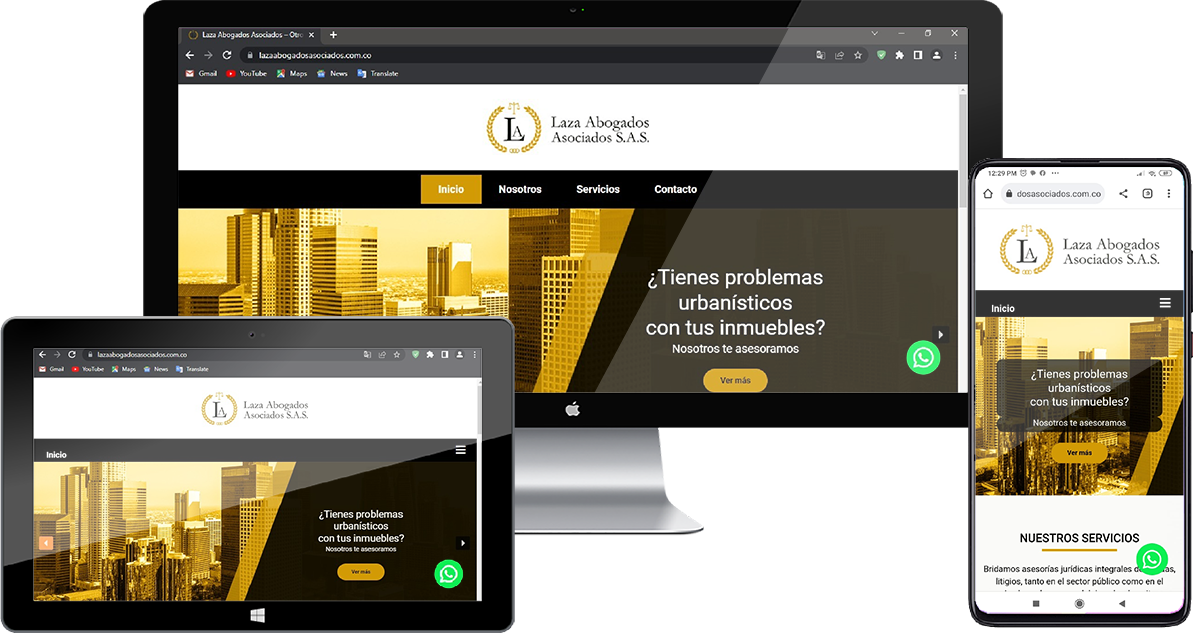 Laza Abogados Asociados – Otro
lazaabogadosasociados.com.co
Gmail YouTube Maps News Translate
LA
Laza Abogados
Asociados S.A.S.
Inicio Nosotros Servicios Contacto
¿Tienes problemas
urbanísticos
con tus inmuebles?
Nosotros te asesoramos
Ver más
lazaabogadosasociados.com.co
Gmail YouTube Maps News Translate
LA
Laza Abogados
Asociados S.A.S.
Inicio
¿Tienes problemas
urbanísticos
con tus inmuebles?
Nosotros te asesoramos
Ver más
12:29 PM
dosasociados.com.co
LA
Laza Abogados
Asociados S.A.S.
Inicio
¿Tienes problemas
urbanísticos
con tus inmuebles?
Nosotros te asesoramos
Ver más
NUESTROS SERVICIOS
Bridamos asesorías jurídicas integrales
litigios, tanto en el sector público como en el